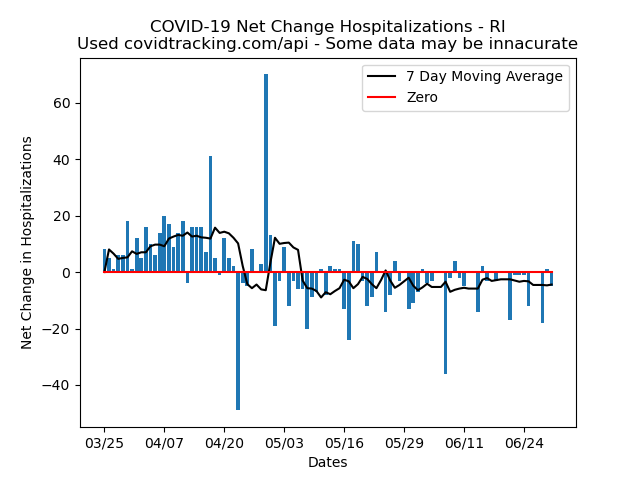 COVID-19 Net Change Hospitalizations - RI
Used covidtracking.com/api - Some data may be innacurate
7 Day Moving Average
Zero
Net Change in Hospitalizations
60
40
20
0
−20
−40
03/25 04/07 04/20 05/03 05/16 05/29 06/11 06/24
Dates